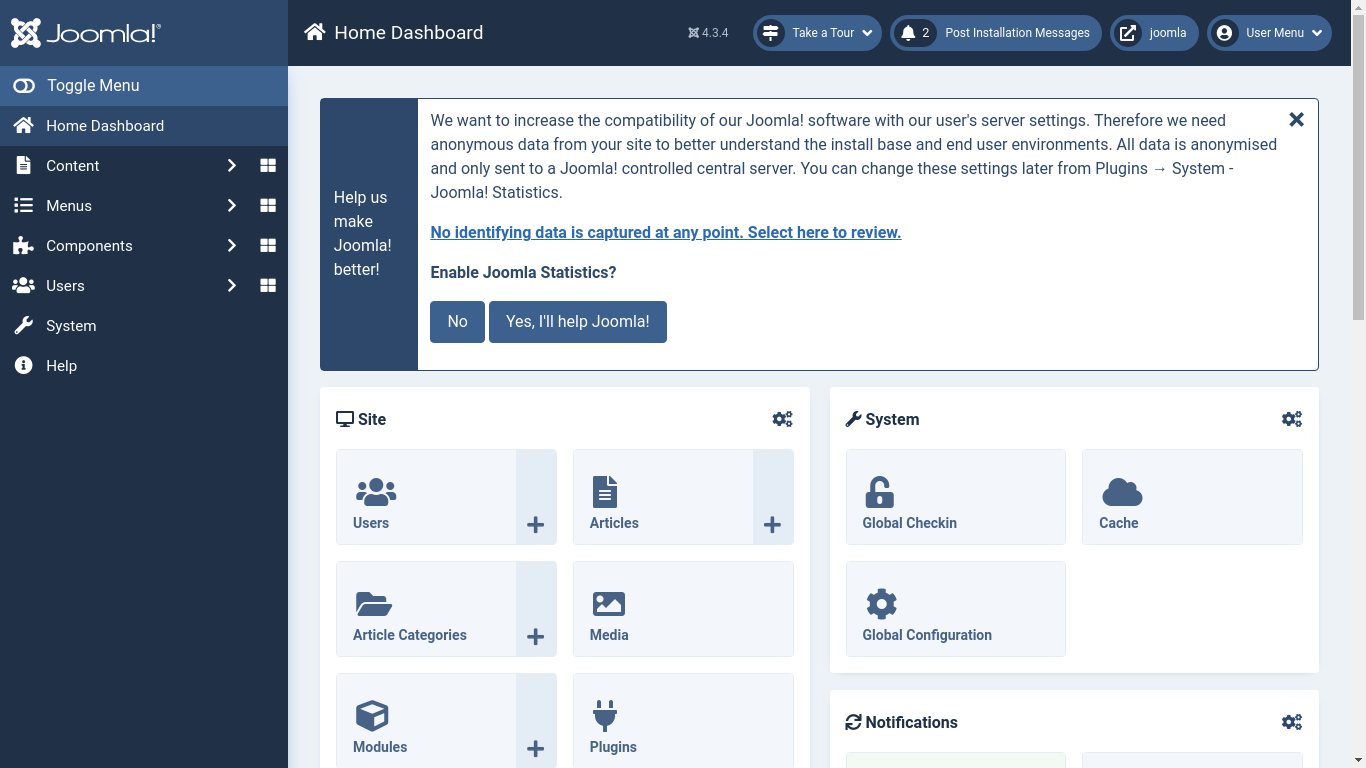 Joomla!®
Home Dashboard
4.3.4
Take a Tour
2 Post Installation Messages
joomla
User Menu
Toggle Menu
Home Dashboard
Content
Menus
Components
Users
System
Help
Help us
make
Joomla!
better!
We want to increase the compatibility of our Joomla! software with our user's server settings. Therefore we need
anonymous data from your site to better understand the install base and end user environments. All data is anonymised
and only sent to a Joomla! controlled central server. You can change these settings later from Plugins → System -
Joomla! Statistics.
No identifying data is captured at any point. Select here to review.
Enable Joomla Statistics?
No
Yes, I'll help Joomla!
Site
Users
Articles
Article Categories
Media
Modules
Plugins
System
Global Checkin
Cache
Global Configuration
Notifications